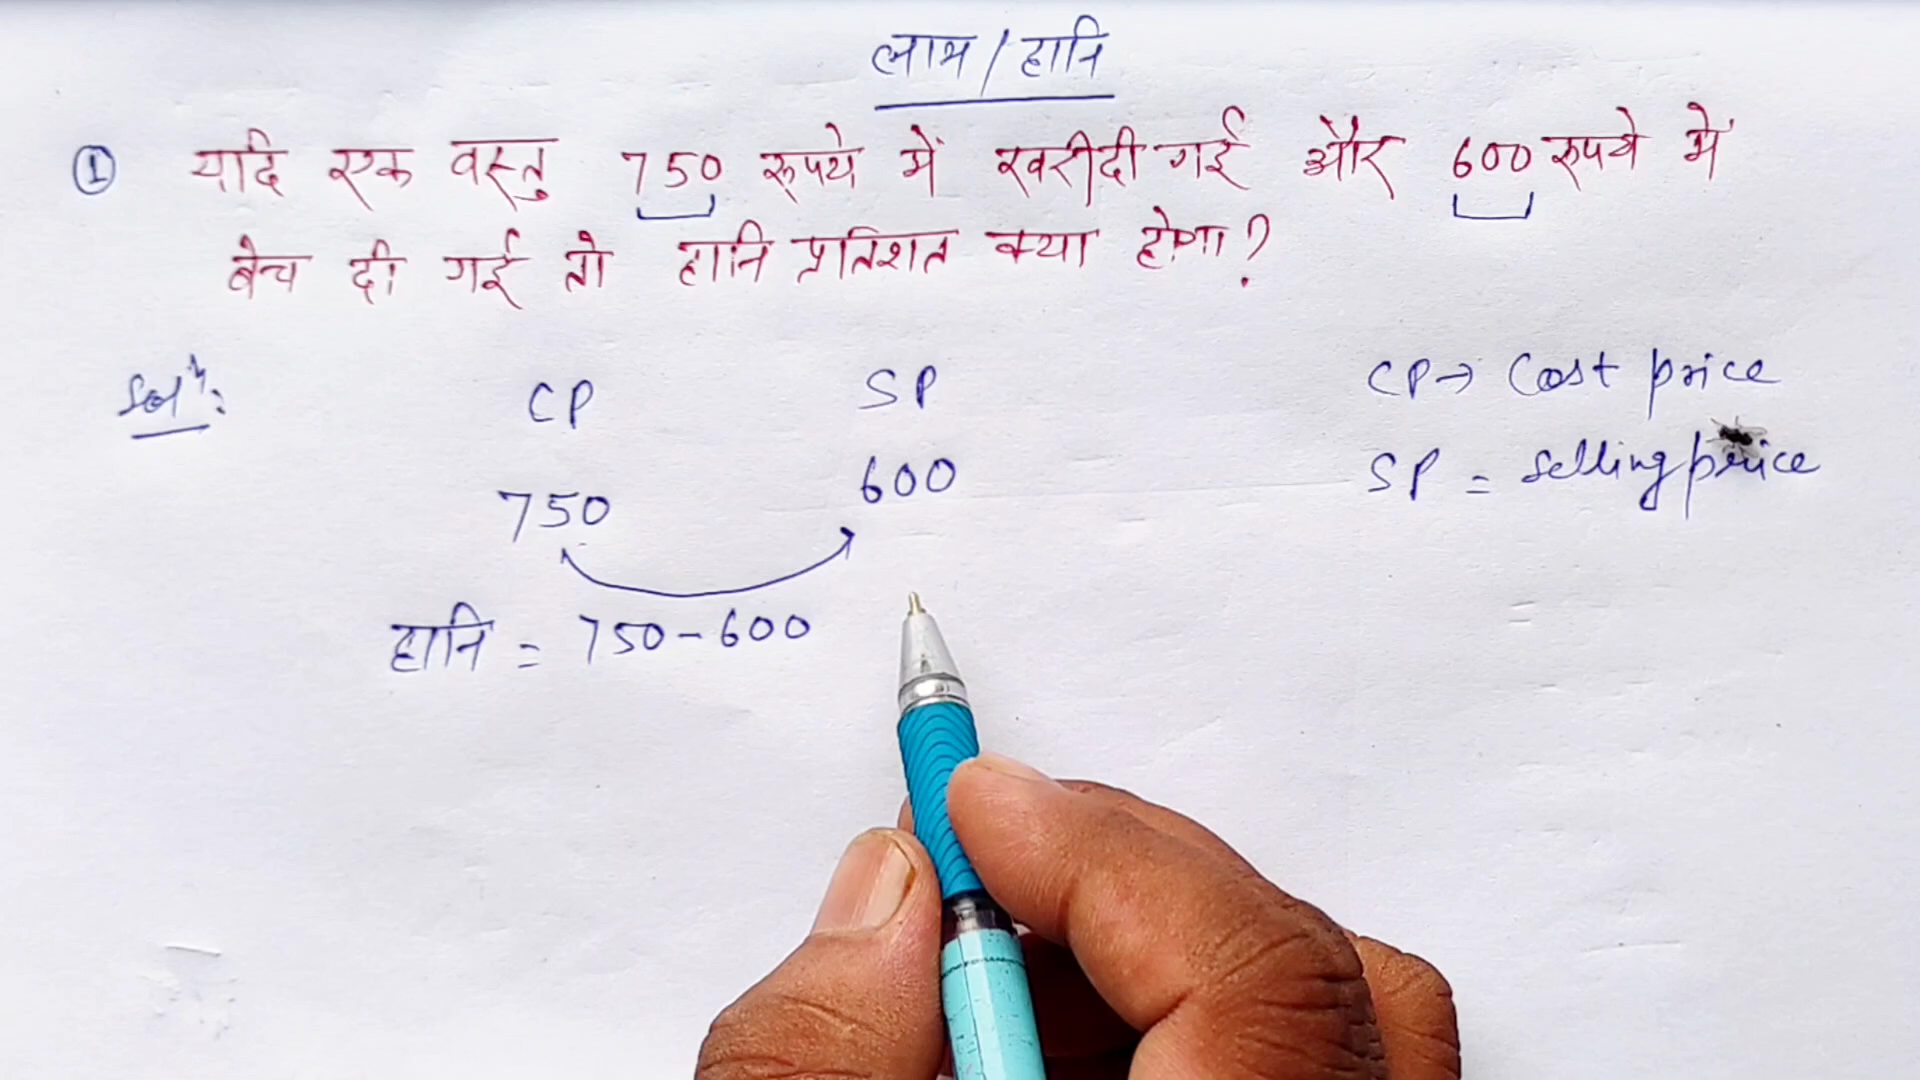 लाभ / हानि
① यदि एक वस्तु 750 रूपये में खरीदी गई और 600 रूपये में
बेच दी गई तो हानि प्रतिशत क्या होगा?
Solⁿ:
CP SP
750 600
हानि = 750-600
CP→ Cost price
SP = Selling price